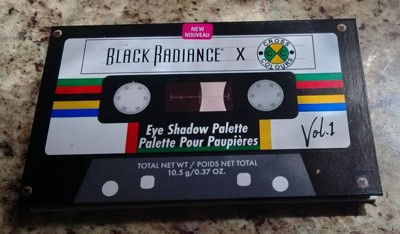 NEW
NOUVEAU
BLACK RADIANCE® X CROSS COLOURS
Eye Shadow Palette
Palette Pour Paupières
Vol.1
TOTAL NET WT / POIDS NET TOTAL
10.5 g/0.37 OZ.